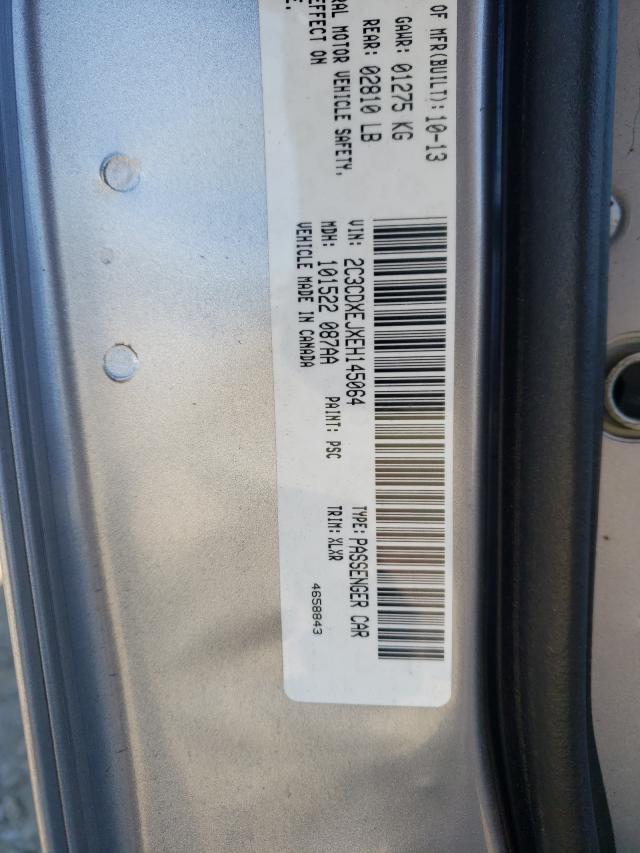 OF MFR(BUILT): 10-13
GAWR: 01275 KG
REAR: 02810 LB
RAL MOTOR VEHICLE SAFETY,
EFFECT ON
VIN: 2C3CDXEJXEH145064
TYPE: PASSENGER CAR
MDH: 101522 087AA
PAINT: PSC
TRIM: XLXR
VEHICLE MADE IN CANADA
4658843